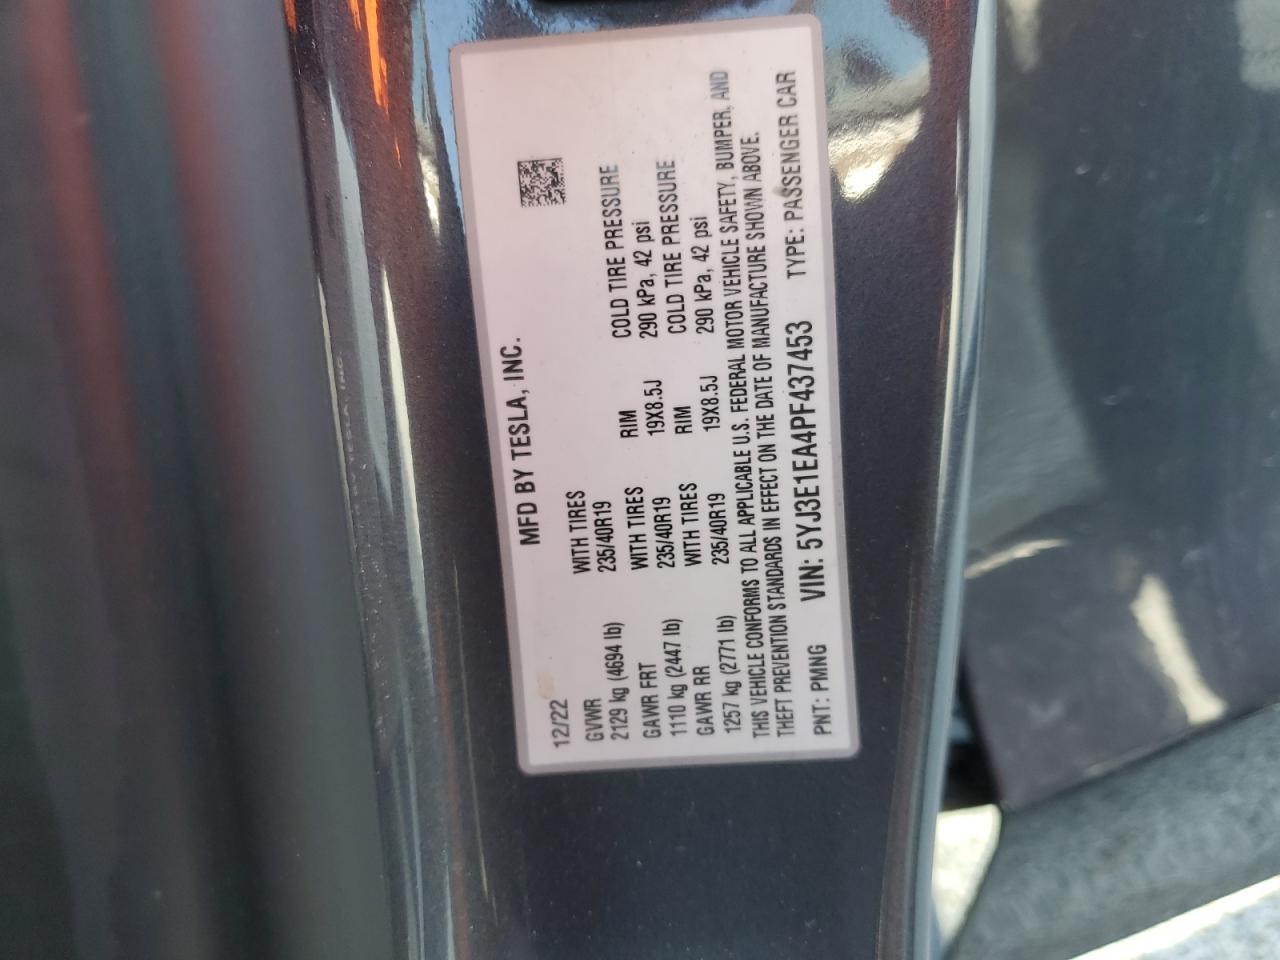 MFD BY TESLA, INC.
12/22
GVWR WITH TIRES
2129 kg (4694 lb) 235/40R19 RIM COLD TIRE PRESSURE
GAWR FRT WITH TIRES 19X8.5J 290 kPa, 42 psi
1110 kg (2447 lb) 235/40R19 RIM COLD TIRE PRESSURE
GAWR RR WITH TIRES 19X8.5J 290 kPa, 42 psi
1257 kg (2771 lb) 235/40R19
THIS VEHICLE CONFORMS TO ALL APPLICABLE U.S. FEDERAL MOTOR VEHICLE SAFETY, BUMPER, AND
THEFT PREVENTION STANDARDS IN EFFECT ON THE DATE OF MANUFACTURE SHOWN ABOVE.
PNT: PMNG VIN: 5YJ3E1EA4PF437453 TYPE: PASSENGER CAR